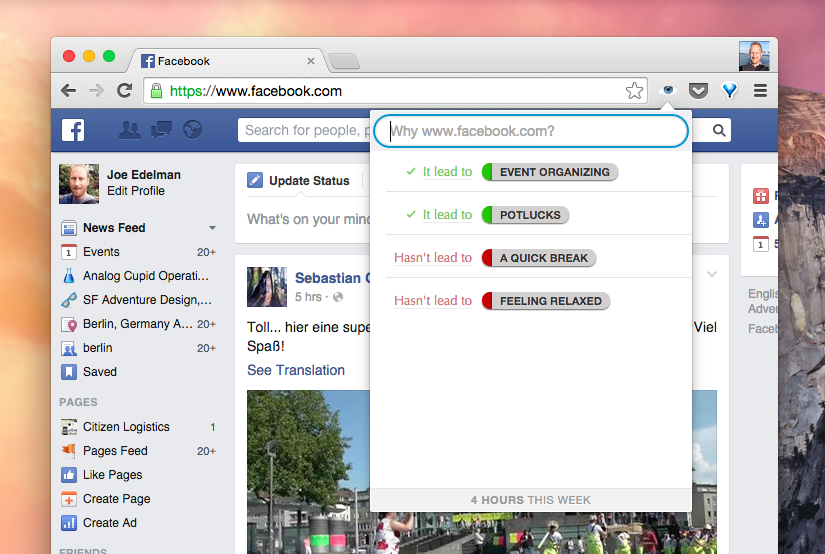 Facebook
https://www.facebook.com
Search for people, p
Why www.facebook.com?
It lead to EVENT ORGANIZING
It lead to POTLUCKS
Hasn't lead to A QUICK BREAK
Hasn't lead to FEELING RELAXED
4 HOURS THIS WEEK
Joe Edelman
Edit Profile
News Feed
1 Events 20+
Analog Cupid Operati...
SF Adventure Design,...
Berlin, Germany A... 20+
berlin 20+
Saved
PAGES
Citizen Logistics 1
Pages Feed 20+
Like Pages
Create Page
Create Ad
FRIENDS
Update Status
What's on your mind
Sebastian
5 hrs ·
Toll... hier eine supe
Viel
Spaß!
See Translation
1 5
English
Adver
Faceb